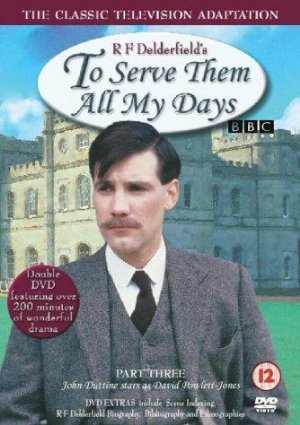 THE CLASSIC TELEVISION ADAPTATION
R F Delderfield's
To Serve Them
All My Days
BBC
Double
DVD
featuring over
200 minutes
of wonderful
drama
PART THREE
John Duttine stars as David Powlett-Jones
DVD EXTRAS include Scene Indexing,
R F Delderfield Biography, Bibliography and Filmographies
12
DVD
VIDEO